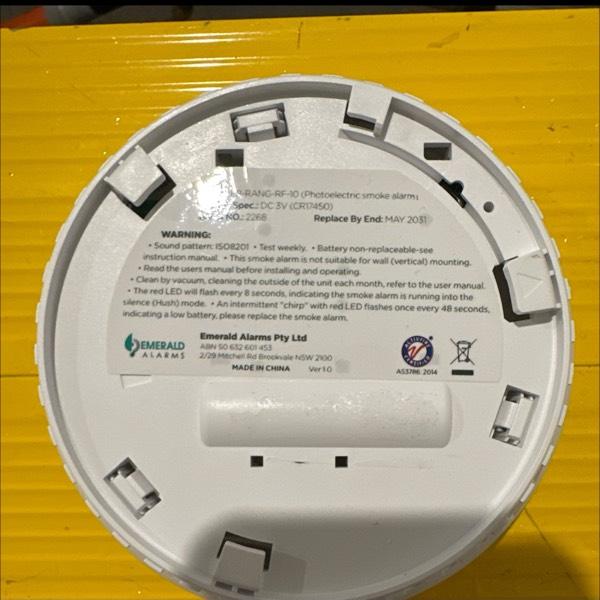 -RANG-RF-10 (Photoelectric smoke alarm)
Spec.: DC 3V (CR17450)
NO.: 2268 Replace By End: MAY 2031
WARNING:
• Sound pattern: ISO8201 • Test weekly. • Battery non-replaceable-see
instruction manual. • This smoke alarm is not suitable for wall (vertical) mounting.
• Read the users manual before installing and operating.
• Clean by vacuum, cleaning the outside of the unit each month, refer to the user manual.
• The red LED will flash every 8 seconds, indicating the smoke alarm is running into the
silence (Hush) mode. • An intermittent "chirp" with red LED flashes once every 48 seconds,
indicating a low battery, please replace the smoke alarm.
EMERALD
ALARMS
Emerald Alarms Pty Ltd
ABN 50 632 601 453
2/29 Mitchell Rd Brookvale NSW 2100
MADE IN CHINA Ver1.0
AS3786: 2014